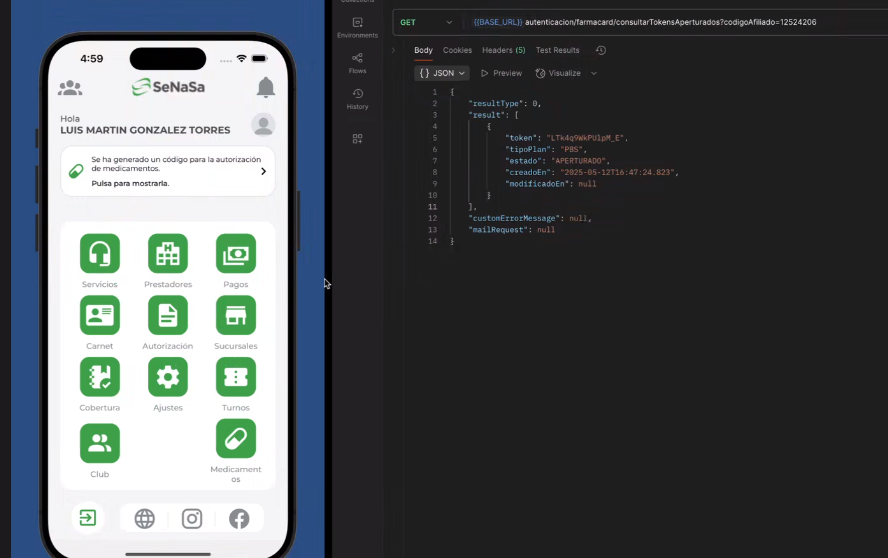 4:59
SeNaSa
Hola
LUIS MARTIN GONZALEZ TORRES
Se ha generado un código para la autorización
de medicamentos.
Pulsa para mostrarla.
Servicios
Prestadores
Pagos
Carnet
Autorización
Sucursales
Cobertura
Ajustes
Turnos
Club
Medicament
os
Environments
Flows
History
GET
{{BASE_URL}} autenticacion/farmacard/consultarTokensAperturados?codigoAfiliado=12524206
Body Cookies Headers (5) Test Results
{} JSON Preview Visualize
1 {
2 "resultType": 0,
3 "result": [
4 {
5 "token": "LTk4q9WkPUlpM_E",
6 "tipoPlan": "PBS",
7 "estado": "APERTURADO",
8 "creadoEn": "2025-05-12T16:47:24.823",
9 "modificadoEn": null
10 }
11 ],
12 "customErrorMessage": null,
13 "mailRequest": null
14 }